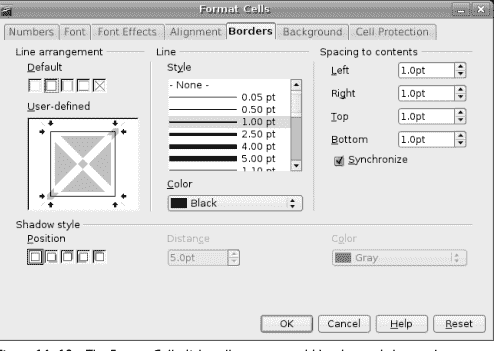 Format Cells
Numbers Font Font Effects Alignment Borders Background Cell Protection
Line arrangement
Default
User-defined
Line
Style
- None -
0.05 pt
0.50 pt
1.00 pt
2.50 pt
4.00 pt
5.00 pt
1.10 pt
Color
Black
Spacing to contents
Left 1.0pt
Right 1.0pt
Top 1.0pt
Bottom 1.0pt
Synchronize
Shadow style
Position
Distance
5.0pt
Color
Gray
OK Cancel Help Reset